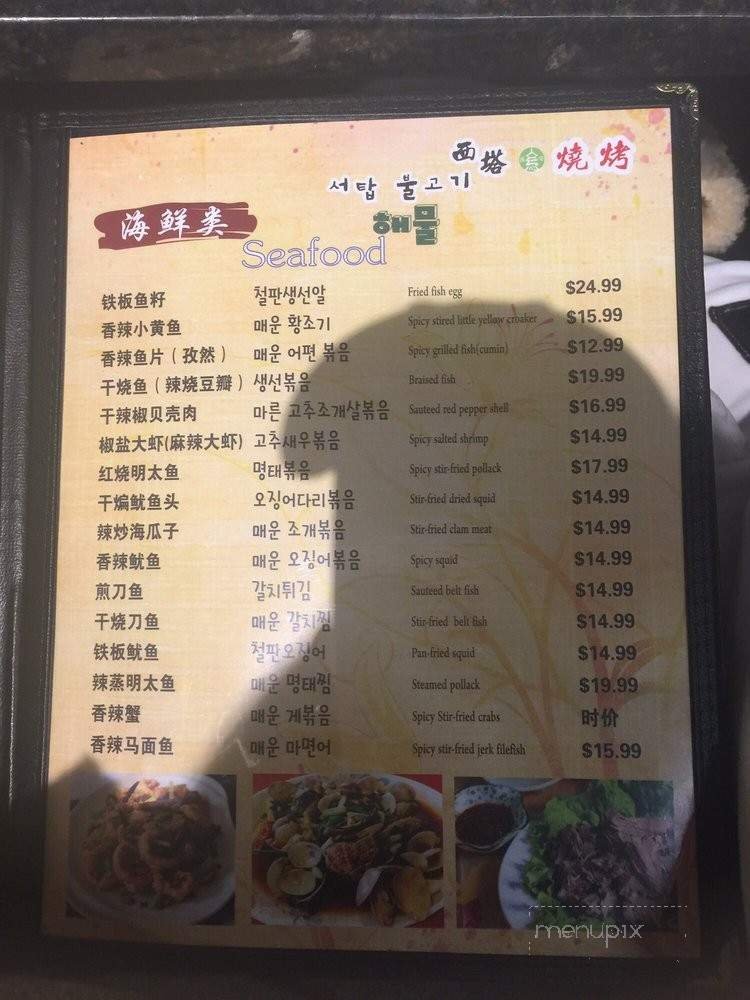 西塔 燒烤
서탑 불고기
海鲜类 해물
Seafood
铁板鱼籽 철판생선알 Fried fish egg $24.99
香辣小黄鱼 매운 황조기 Spicy stired little yellow croaker $15.99
香辣鱼片（孜然） 매운 어편 볶음 Spicy grilled fish(cumin) $12.99
干烧鱼（辣烧豆瓣） 생선볶음 Braised fish $19.99
干辣椒贝壳肉 마른 고추조개살볶음 Sauteed red pepper shell $16.99
椒盐大虾(麻辣大虾) 고추새우볶음 Spicy salted shrimp $14.99
红烧明太鱼 명태볶음 Spicy stir-fried pollack $17.99
干煸鱿鱼头 오징어다리볶음 Stir-fried dried squid $14.99
辣炒海瓜子 매운 조개볶음 Stir-fried clam meat $14.99
香辣鱿鱼 매운 오징어볶음 Spicy squid $14.99
煎刀鱼 갈치튀김 Sauteed belt fish $14.99
干烧刀鱼 매운 갈치찜 Stir-fried belt fish $14.99
铁板鱿鱼 철판오징어 Pan-fried squid $14.99
辣蒸明太鱼 매운 명태찜 Steamed pollack $19.99
香辣蟹 매운 게볶음 Spicy Stir-fried crabs 时价
香辣马面鱼 매운 마면어 Spicy stir-fried jerk filefish $15.99
menupix